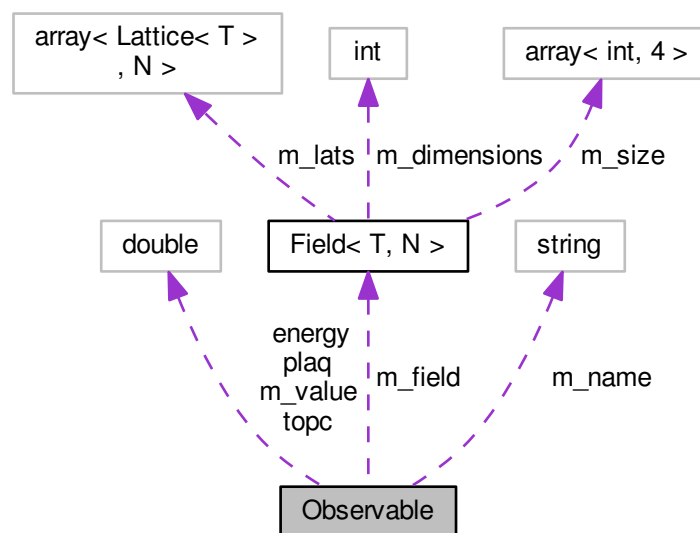 array< Lattice< T >
, N >
int
array< int, 4 >
m_lats
m_dimensions
m_size
double
Field< T, N >
string
energy
plaq
m_value
topc
m_field
m_name
Observable